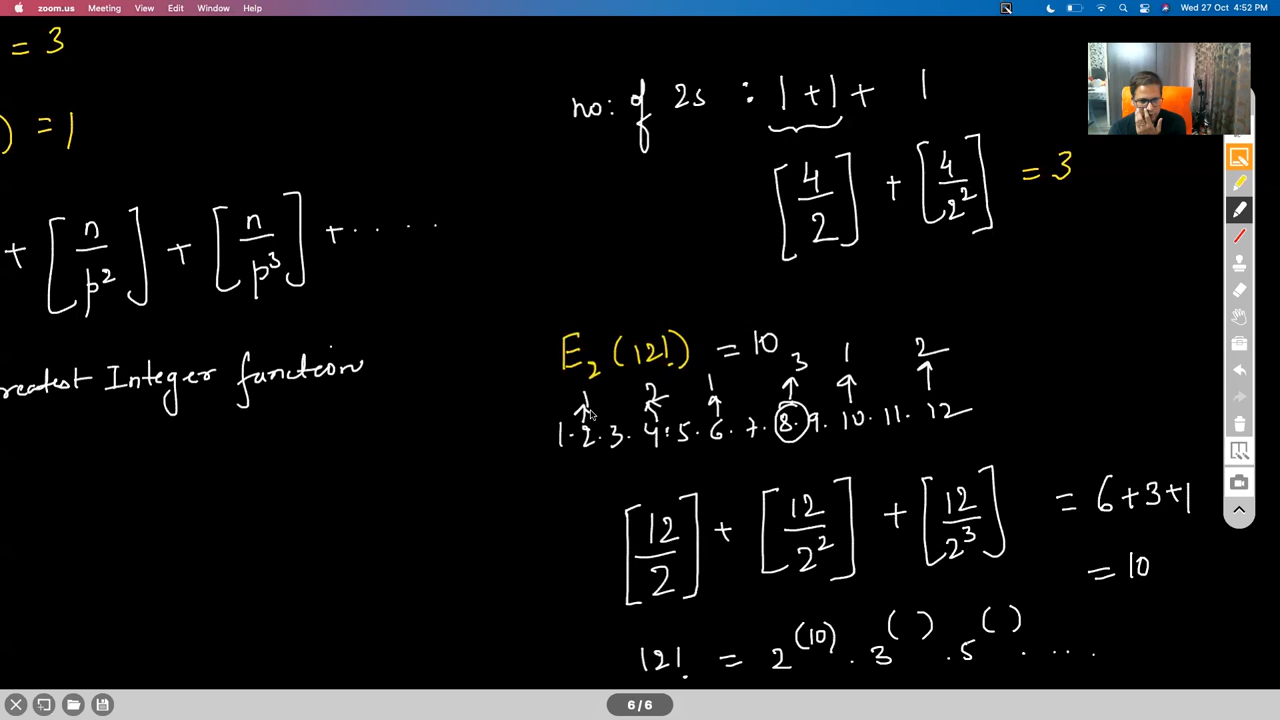 zoom.us Meeting View Edit Window Help Wed 27 Oct 4:52 PM
= 3
) = 1
+ [n/p²] + [n/p³] + . . . .
reatest Integer function
no: of 2s : 1 + 1 + 1
[4/2] + [4/2²] = 3
E₂ (12!) = 10
1 2 1 3 1 2
1 · 2 · 3 · 4 · 5 · 6 · 7 · 8 · 9 · 10 · 11 · 12
[12/2] + [12/2²] + [12/2³] = 6 + 3 + 1
= 10
12! = 2^(10) · 3^( ) · 5^( ) · . . . .
6 / 6